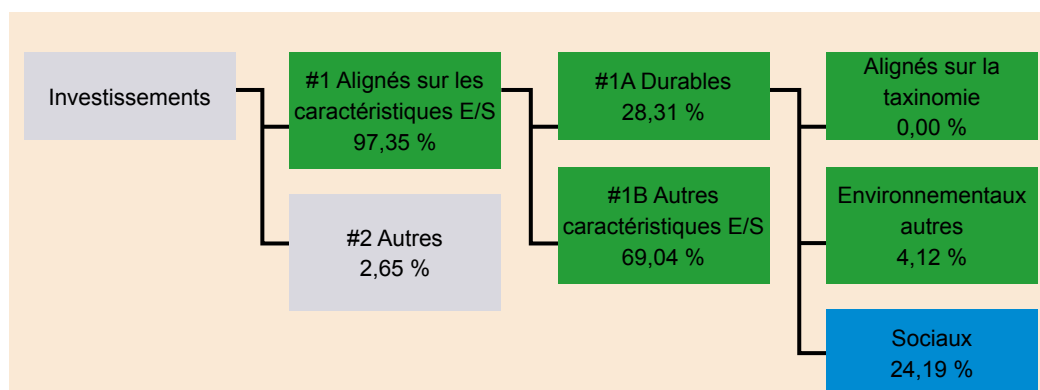 Investissements
#1 Alignés sur les
caractéristiques E/S
97,35 %
#2 Autres
2,65 %
#1A Durables
28,31 %
#1B Autres
caractéristiques E/S
69,04 %
Alignés sur la
taxinomie
0,00 %
Environnementaux
autres
4,12 %
Sociaux
24,19 %